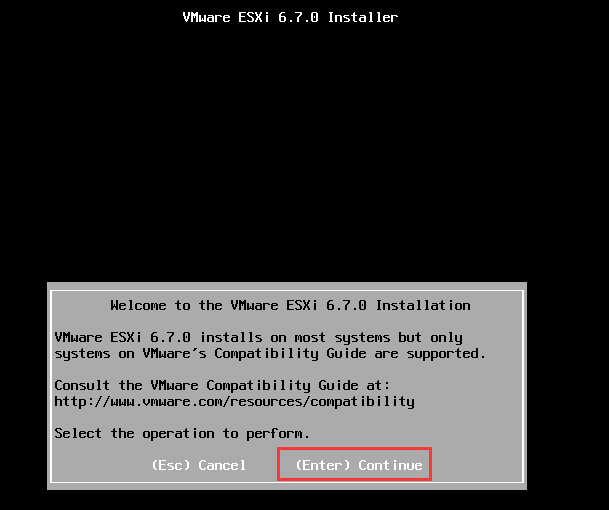 VMware ESXi 6.7.0 Installer
Welcome to the VMware ESXi 6.7.0 Installation
VMware ESXi 6.7.0 installs on most systems but only
systems on VMware's Compatibility Guide are supported.
Consult the VMware Compatibility Guide at:
http://www.vmware.com/resources/compatibility
Select the operation to perform.
(Esc) Cancel (Enter) Continue